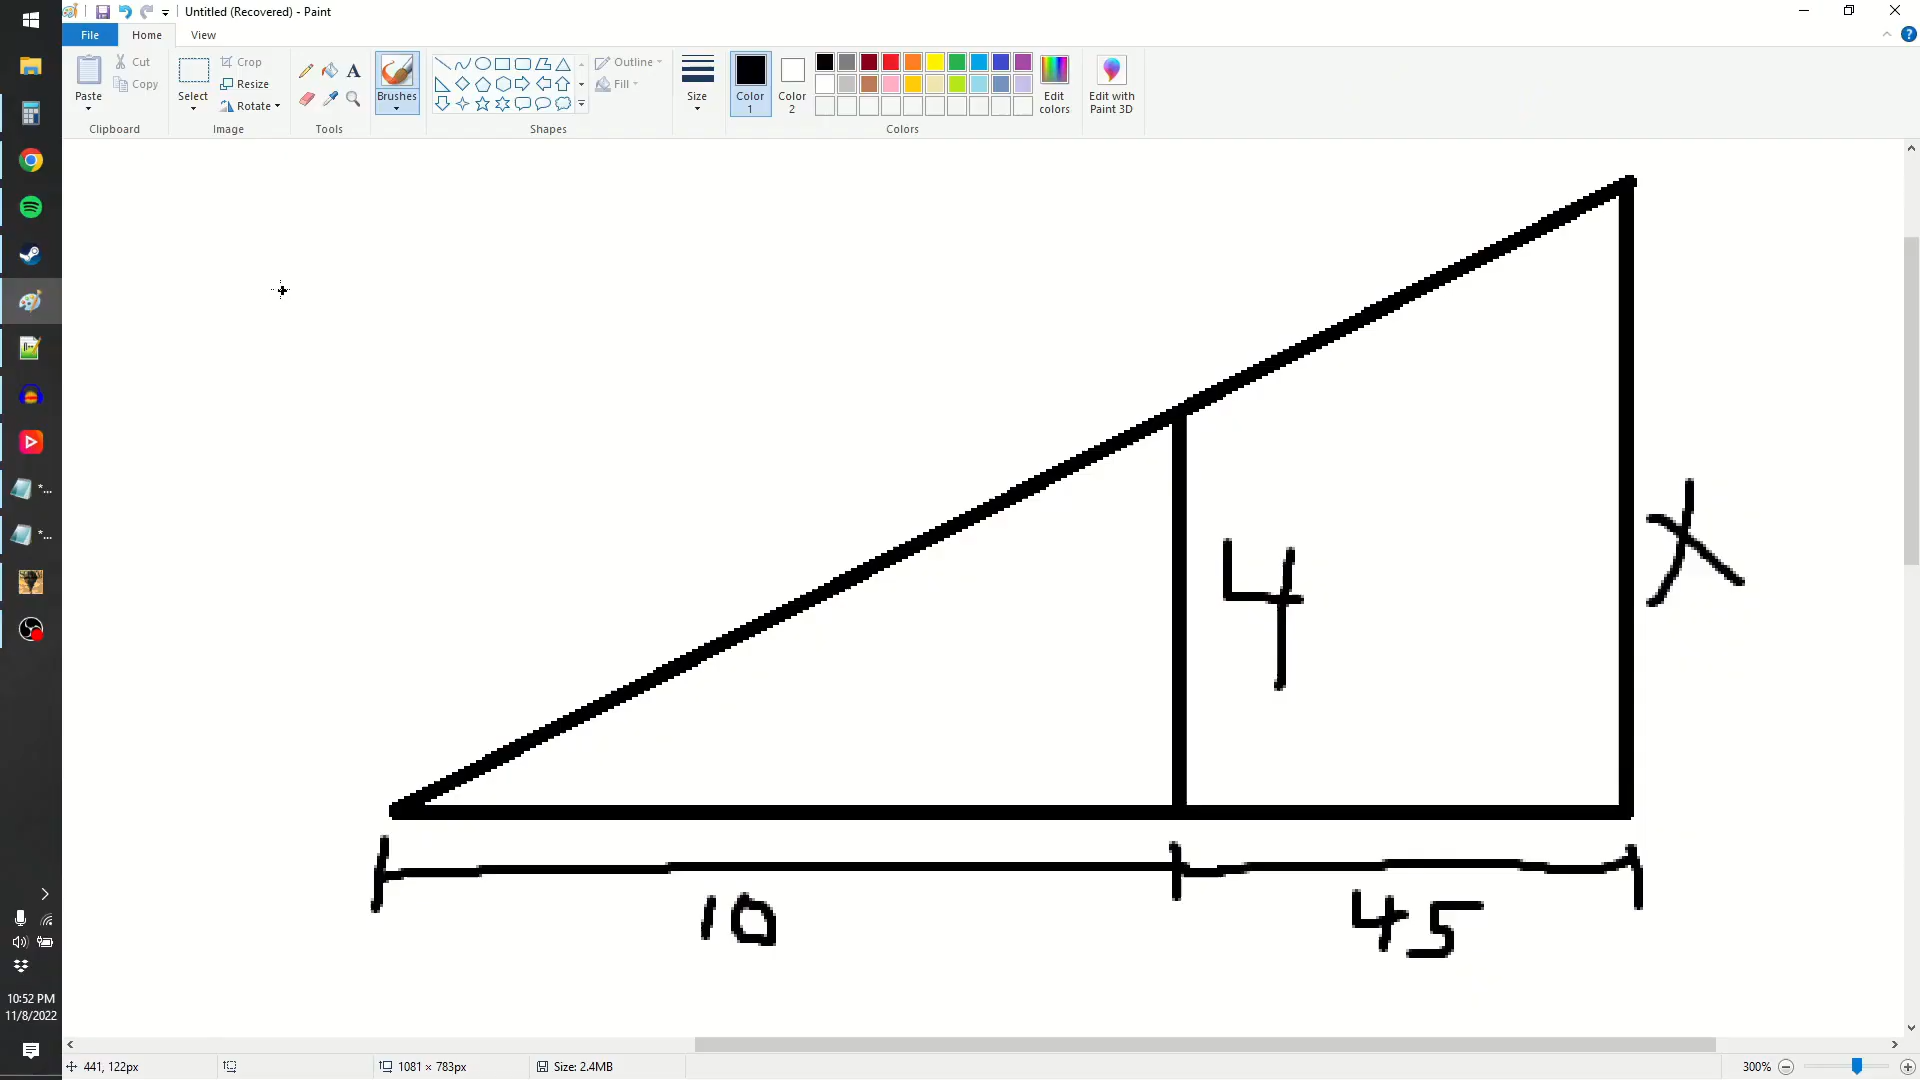 Untitled (Recovered) - Paint
File Home View
Paste
Cut
Copy
Clipboard
Select
Crop
Resize
Rotate
Image
A
Tools
Brushes
Outline
Fill
Shapes
Size
Color 1
Color 2
Edit colors
Colors
Edit with Paint 3D
4
x
10
45
*...
*...
10:52 PM
11/8/2022
441, 122px
1081 × 783px
Size: 2.4MB
300%